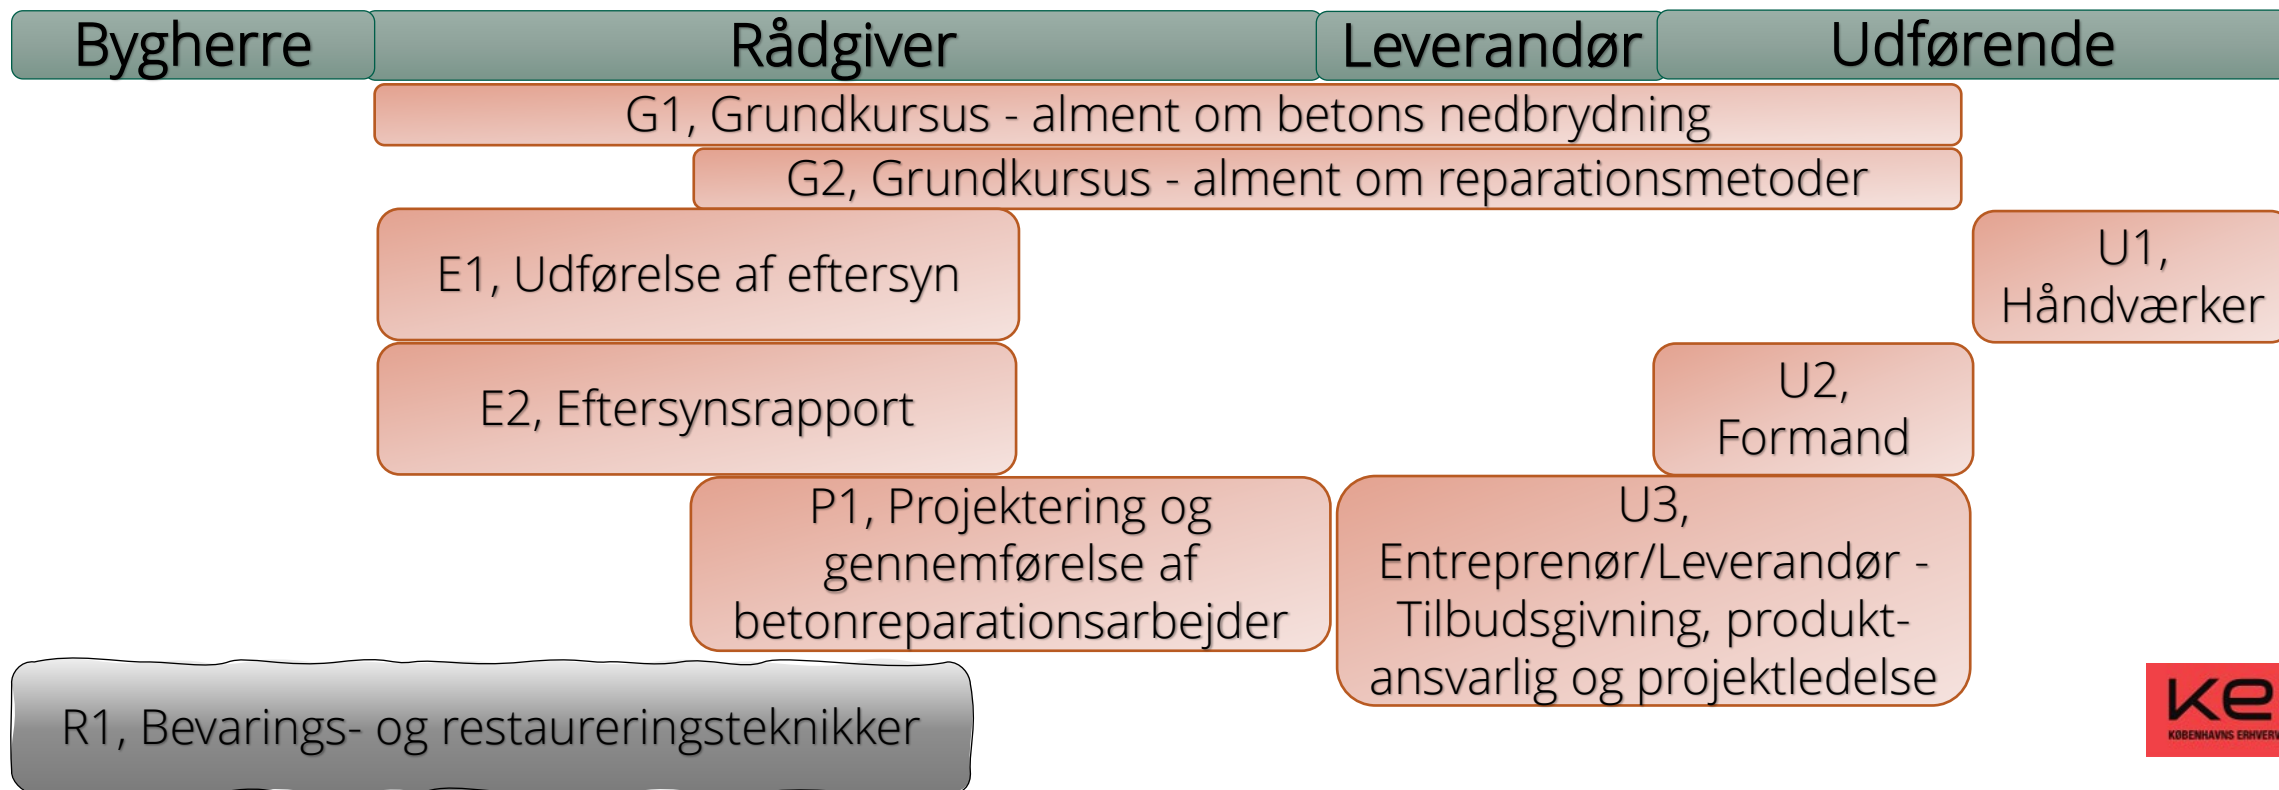 Bygherre
Rådgiver
Leverandør
Udførende
G1, Grundkursus - alment om betons nedbrydning
G2, Grundkursus - alment om reparationsmetoder
E1, Udførelse af eftersyn
U1,
Håndværker
E2, Eftersynsrapport
U2,
Formand
P1, Projektering og
gennemførelse af
betonreparationsarbejder
U3,
Entreprenør/Leverandør -
Tilbudsgivning, produkt-
ansvarlig og projektledelse
R1, Bevarings- og restaureringsteknikker
KØBENHAVNS